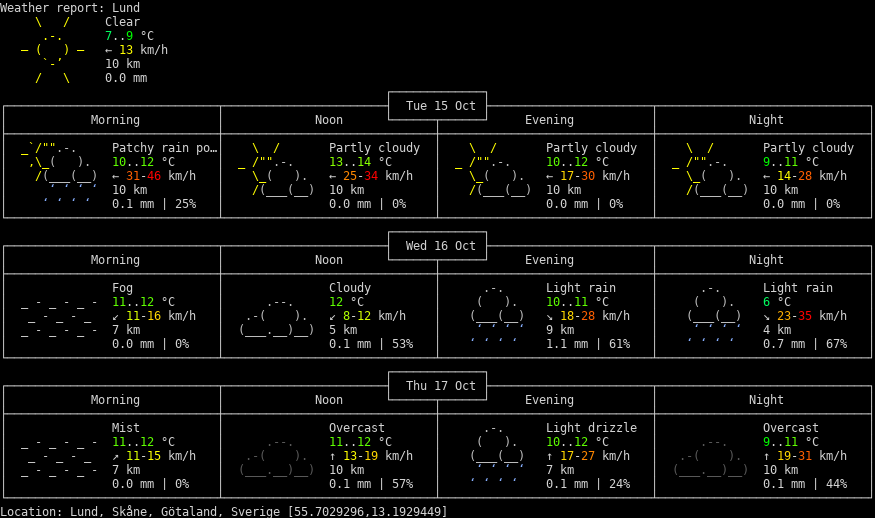 Weather report: Lund
Clear
7..9 °C
← 13 km/h
10 km
0.0 mm
Tue 15 Oct
Morning Noon Evening Night
Patchy rain po… Partly cloudy Partly cloudy Partly cloudy
10..12 °C 13..14 °C 10..12 °C 9..11 °C
← 31-46 km/h ← 25-34 km/h ← 17-30 km/h ← 14-28 km/h
10 km 10 km 10 km 10 km
0.1 mm | 25% 0.0 mm | 0% 0.0 mm | 0% 0.0 mm | 0%
Wed 16 Oct
Morning Noon Evening Night
Fog Cloudy Light rain Light rain
11..12 °C 12 °C 10..11 °C 6 °C
↙ 11-16 km/h ↙ 8-12 km/h ↘ 18-28 km/h ↘ 23-35 km/h
7 km 5 km 9 km 4 km
0.0 mm | 0% 0.1 mm | 53% 1.1 mm | 61% 0.7 mm | 67%
Thu 17 Oct
Morning Noon Evening Night
Mist Overcast Light drizzle Overcast
11..12 °C 11..12 °C 10..12 °C 9..11 °C
↗ 11-15 km/h ↑ 13-19 km/h ↑ 17-27 km/h ↑ 19-31 km/h
7 km 10 km 7 km 10 km
0.0 mm | 0% 0.1 mm | 57% 0.1 mm | 24% 0.1 mm | 44%
Location: Lund, Skåne, Götaland, Sverige [55.7029296,13.1929449]